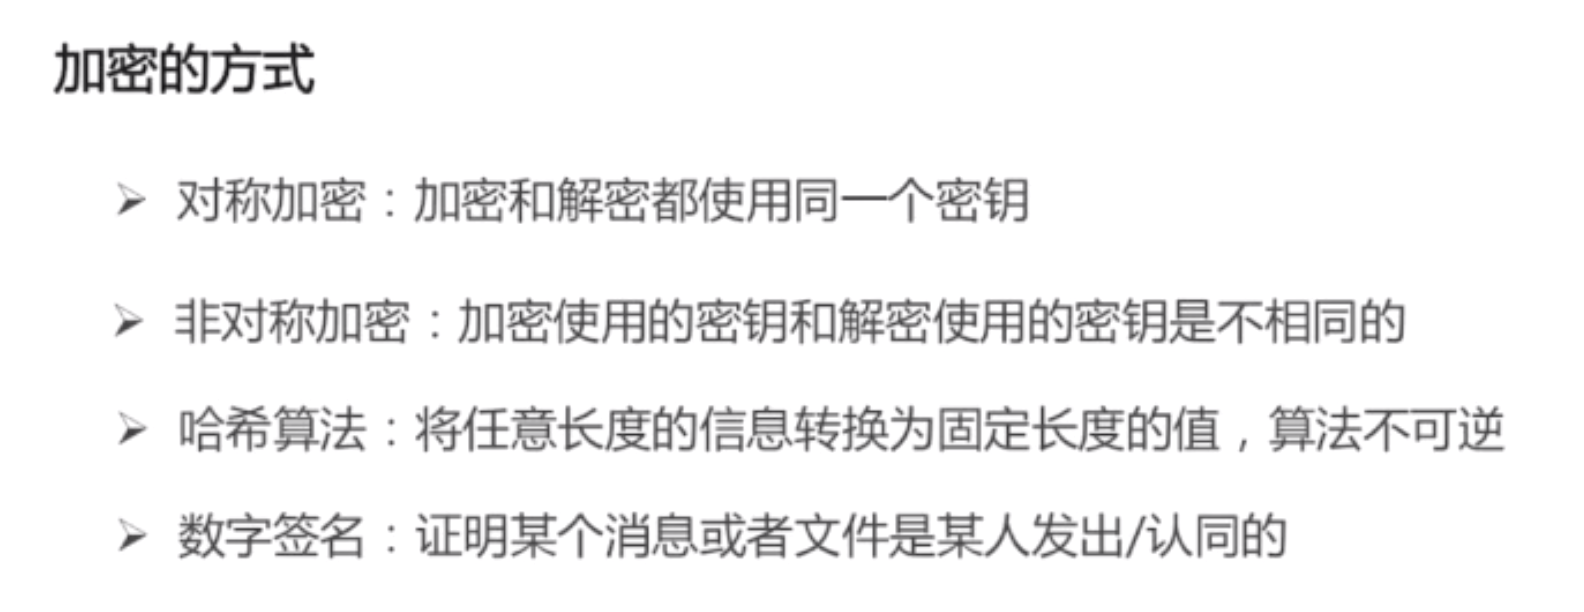 加密的方式
➢ 对称加密：加密和解密都使用同一个密钥
➢ 非对称加密：加密使用的密钥和解密使用的密钥是不相同的
➢ 哈希算法：将任意长度的信息转换为固定长度的值，算法不可逆
➢ 数字签名：证明某个消息或者文件是某人发出/认同的